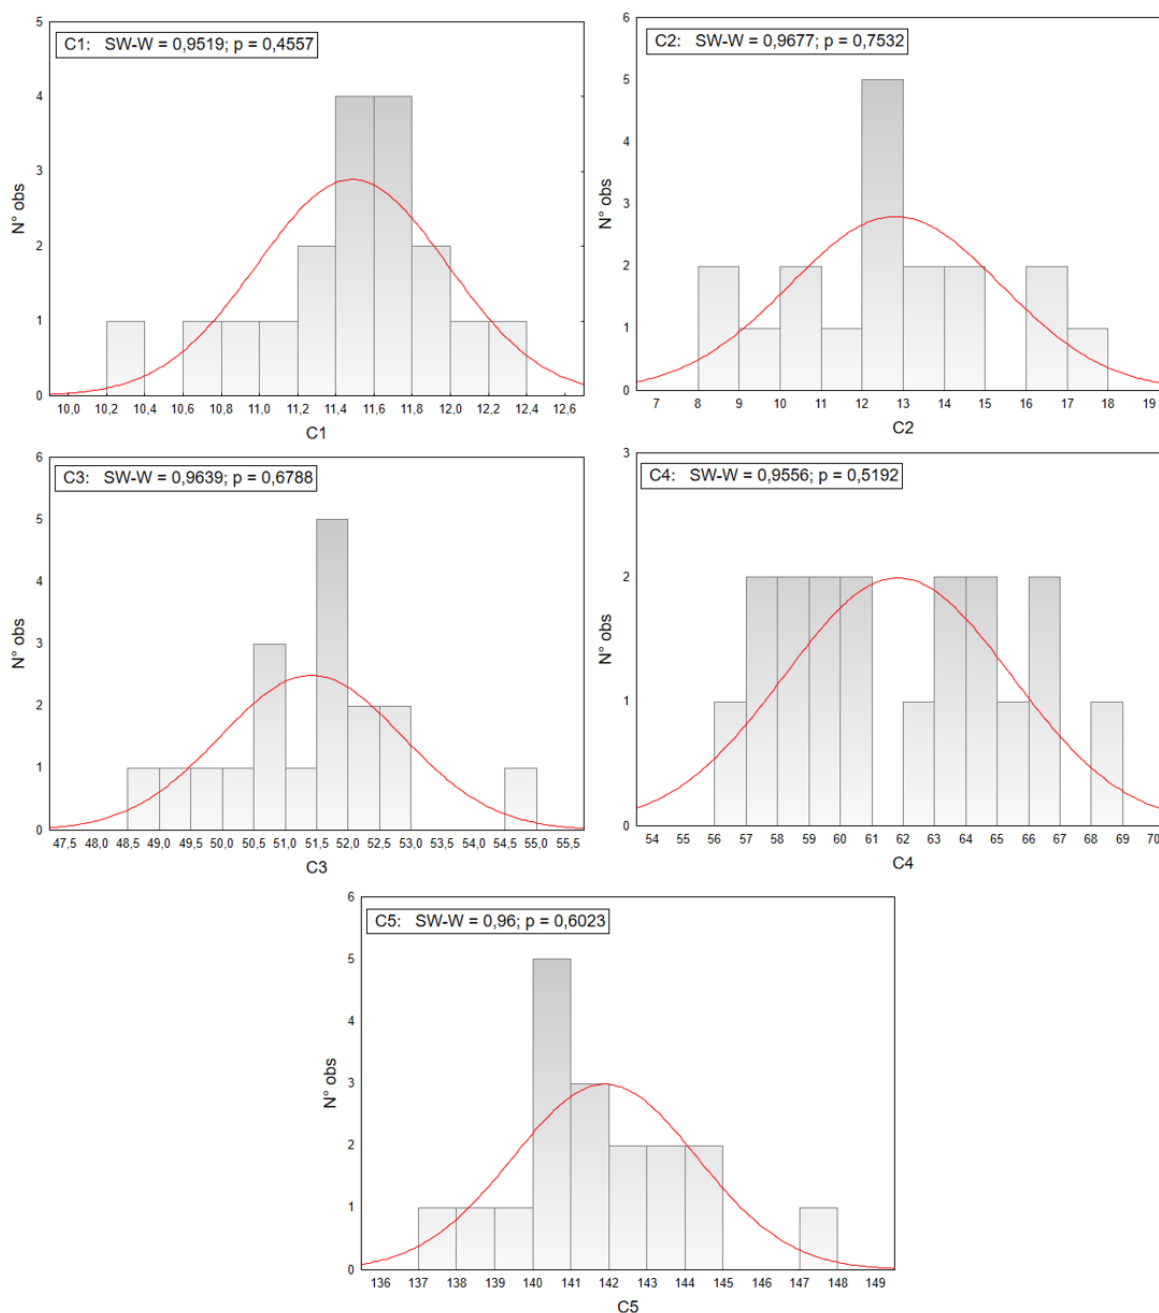 5
4
3
2
1
0
N° obs
C1: SW-W = 0,9519; p = 0,4557
10,0 10,2 10,4 10,6 10,8 11,0 11,2 11,4 11,6 11,8 12,0 12,2 12,4 12,6
C1
6
5
4
3
2
1
0
N° obs
C2: SW-W = 0,9677; p = 0,7532
7 8 9 10 11 12 13 14 15 16 17 18 19
C2
6
5
4
3
2
1
0
N° obs
C3: SW-W = 0,9639; p = 0,6788
47,5 48,0 48,5 49,0 49,5 50,0 50,5 51,0 51,5 52,0 52,5 53,0 53,5 54,0 54,5 55,0 55,5
C3
3
2
1
0
N° obs
C4: SW-W = 0,9556; p = 0,5192
54 55 56 57 58 59 60 61 62 63 64 65 66 67 68 69 70
C4
6
5
4
3
2
1
0
N° obs
C5: SW-W = 0,96; p = 0,6023
136 137 138 139 140 141 142 143 144 145 146 147 148 149
C5